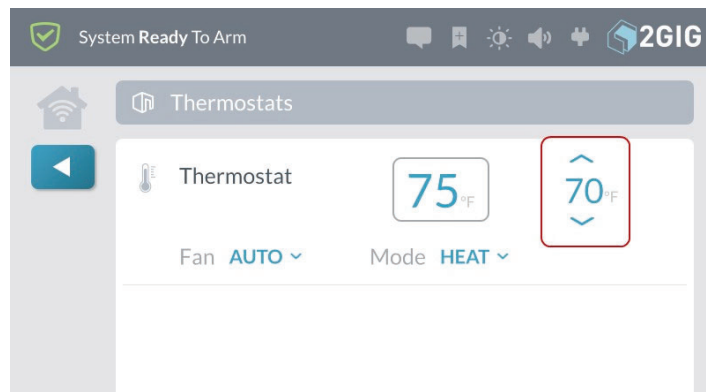 System Ready To Arm
2GIG
Thermostats
Thermostat
75°F
70°F
Fan AUTO
Mode HEAT